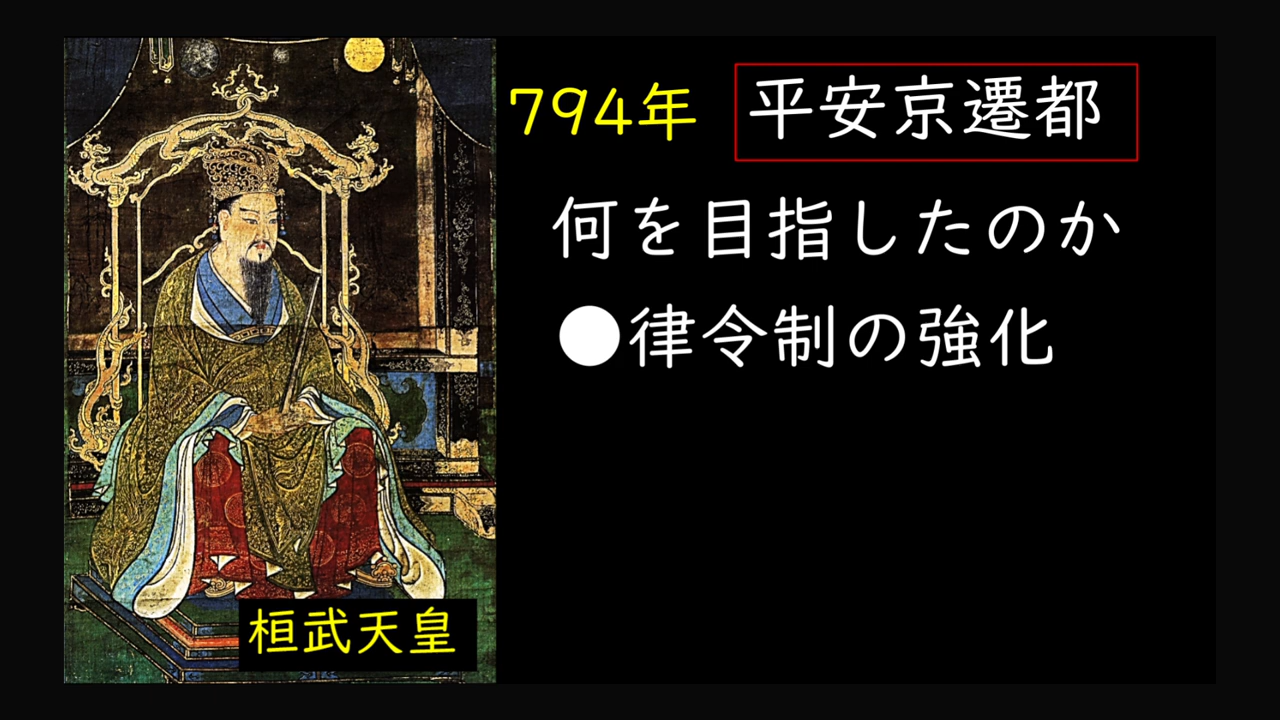 794年 平安京遷都
何を目指したのか
●律令制の強化
桓武天皇